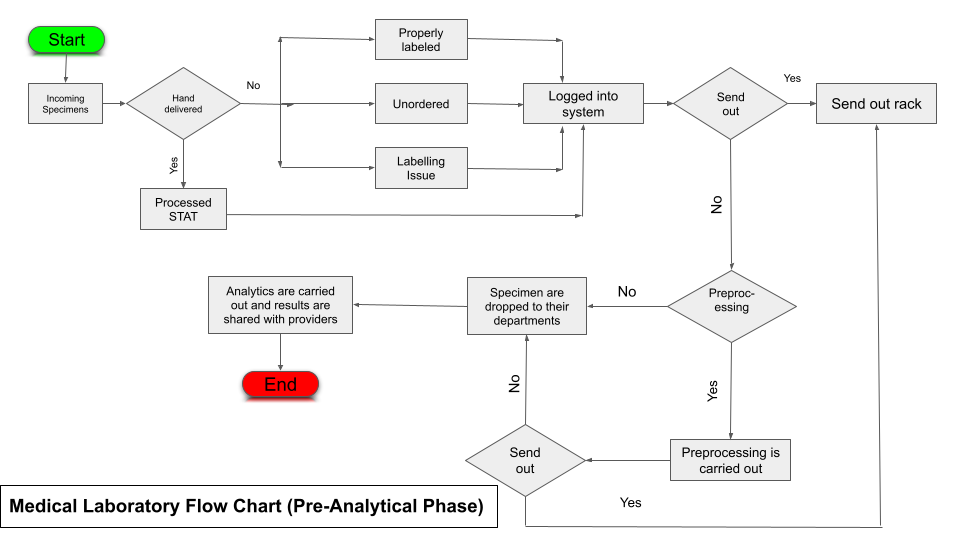 Start
Properly
labeled
Incoming
Specimens
Hand
delivered
No
Unordered
Logged into
system
Send
out
Yes
Send out rack
Labelling
Issue
Yes
Processed
STAT
No
Analytics are carried
out and results are
shared with providers
Specimen are
dropped to their
departments
No
Preproc-
essing
End
No
Yes
Send
out
Preprocessing is
carried out
Yes
Medical Laboratory Flow Chart (Pre-Analytical Phase)